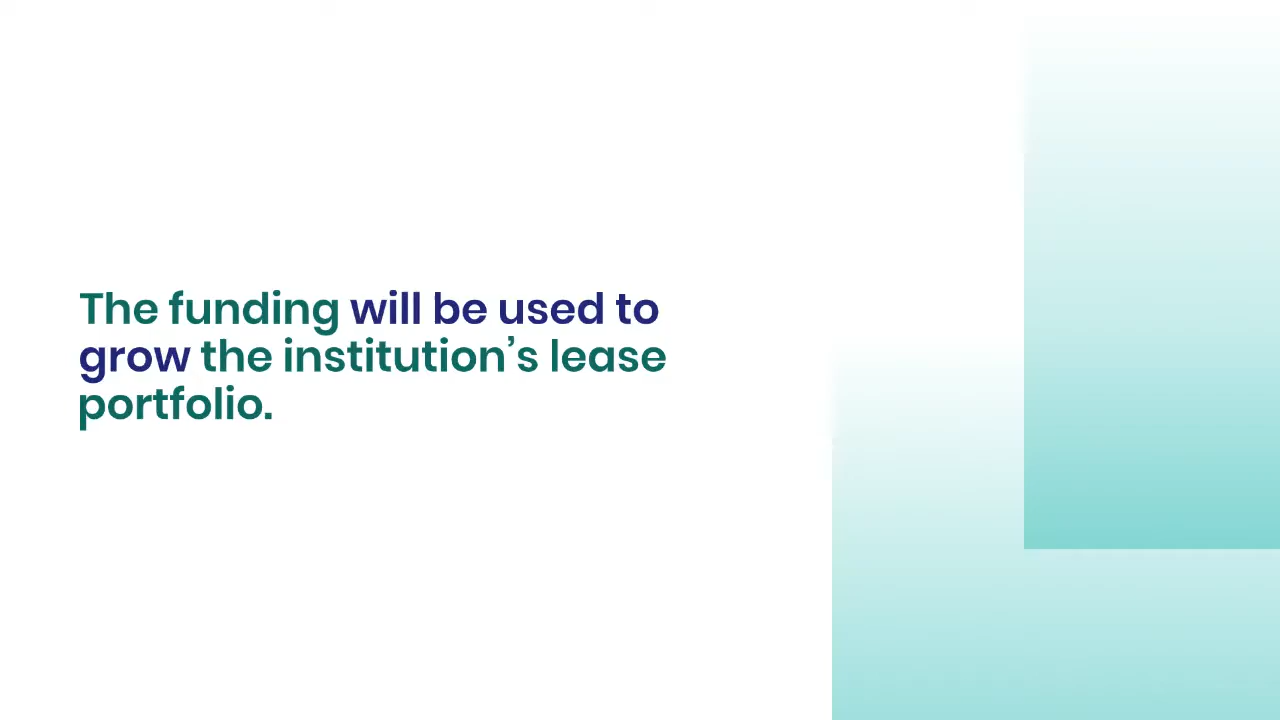 The funding will be used to
grow the institution’s lease
portfolio.